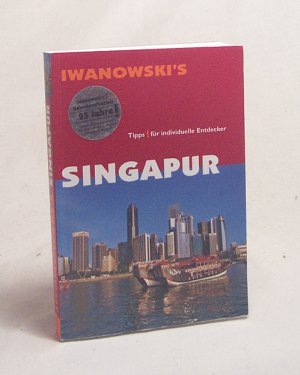 IWANOWSKI'S
25 Jahre
Tipps | für individuelle Entdecker
SINGAPUR
SINGAPUR